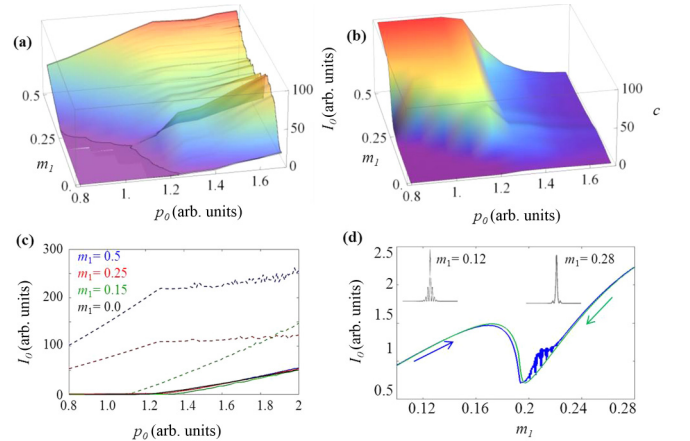 (a)
I₀ (arb. units)
100
50
0
0.5
0.25
0.
m₁
0.8
1.
1.2
1.4
1.6
p₀ (arb. units)
(b)
c
100
50
0
0.5
0.25
0.
m₁
0.8
1.
1.2
1.4
1.6
p₀ (arb. units)
(c)
I₀ (arb. units)
300
200
100
0
m₁= 0.5
m₁= 0.25
m₁= 0.15
m₁= 0.0
0.8 1. 1.2 1.4 1.6 1.8 2
p₀ (arb. units)
(d)
I₀ (arb. units)
2.5
2
1.5
1
0.5
m₁= 0.12
m₁= 0.28
0.12 0.16 0.2 0.24 0.28
m₁